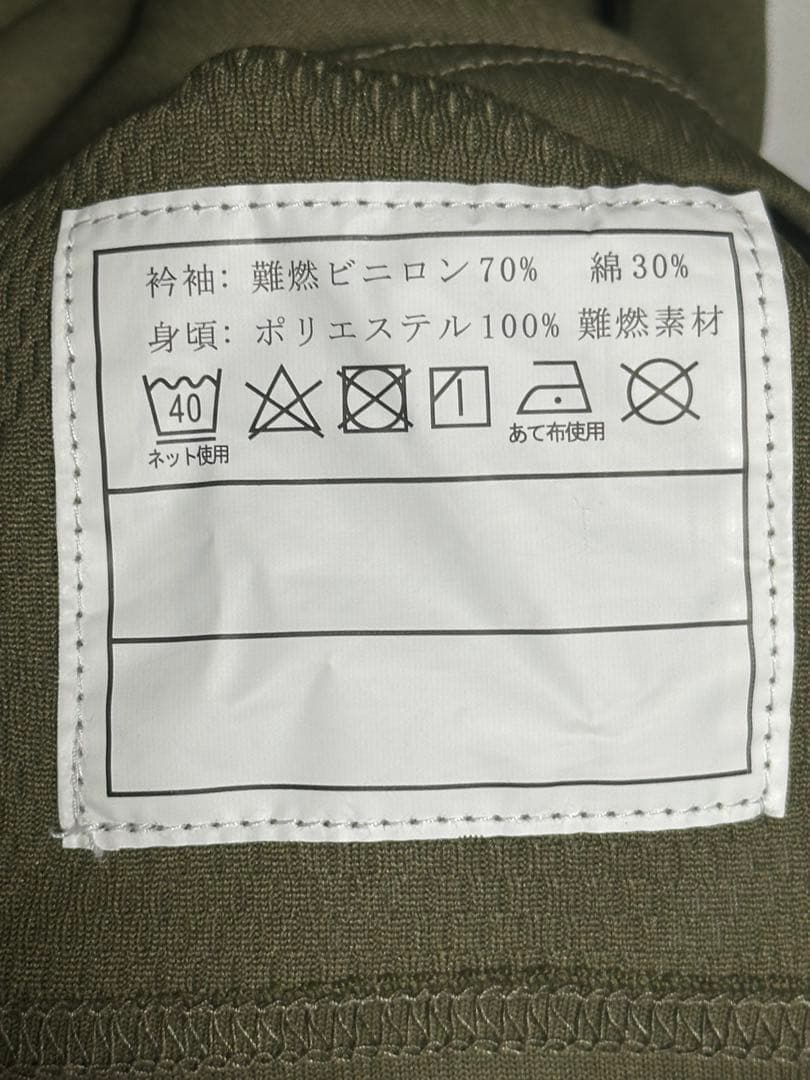 衿袖: 難燃ビニロン70% 綿30%
身頃: ポリエステル100% 難燃素材
40
ネット使用
あて布使用